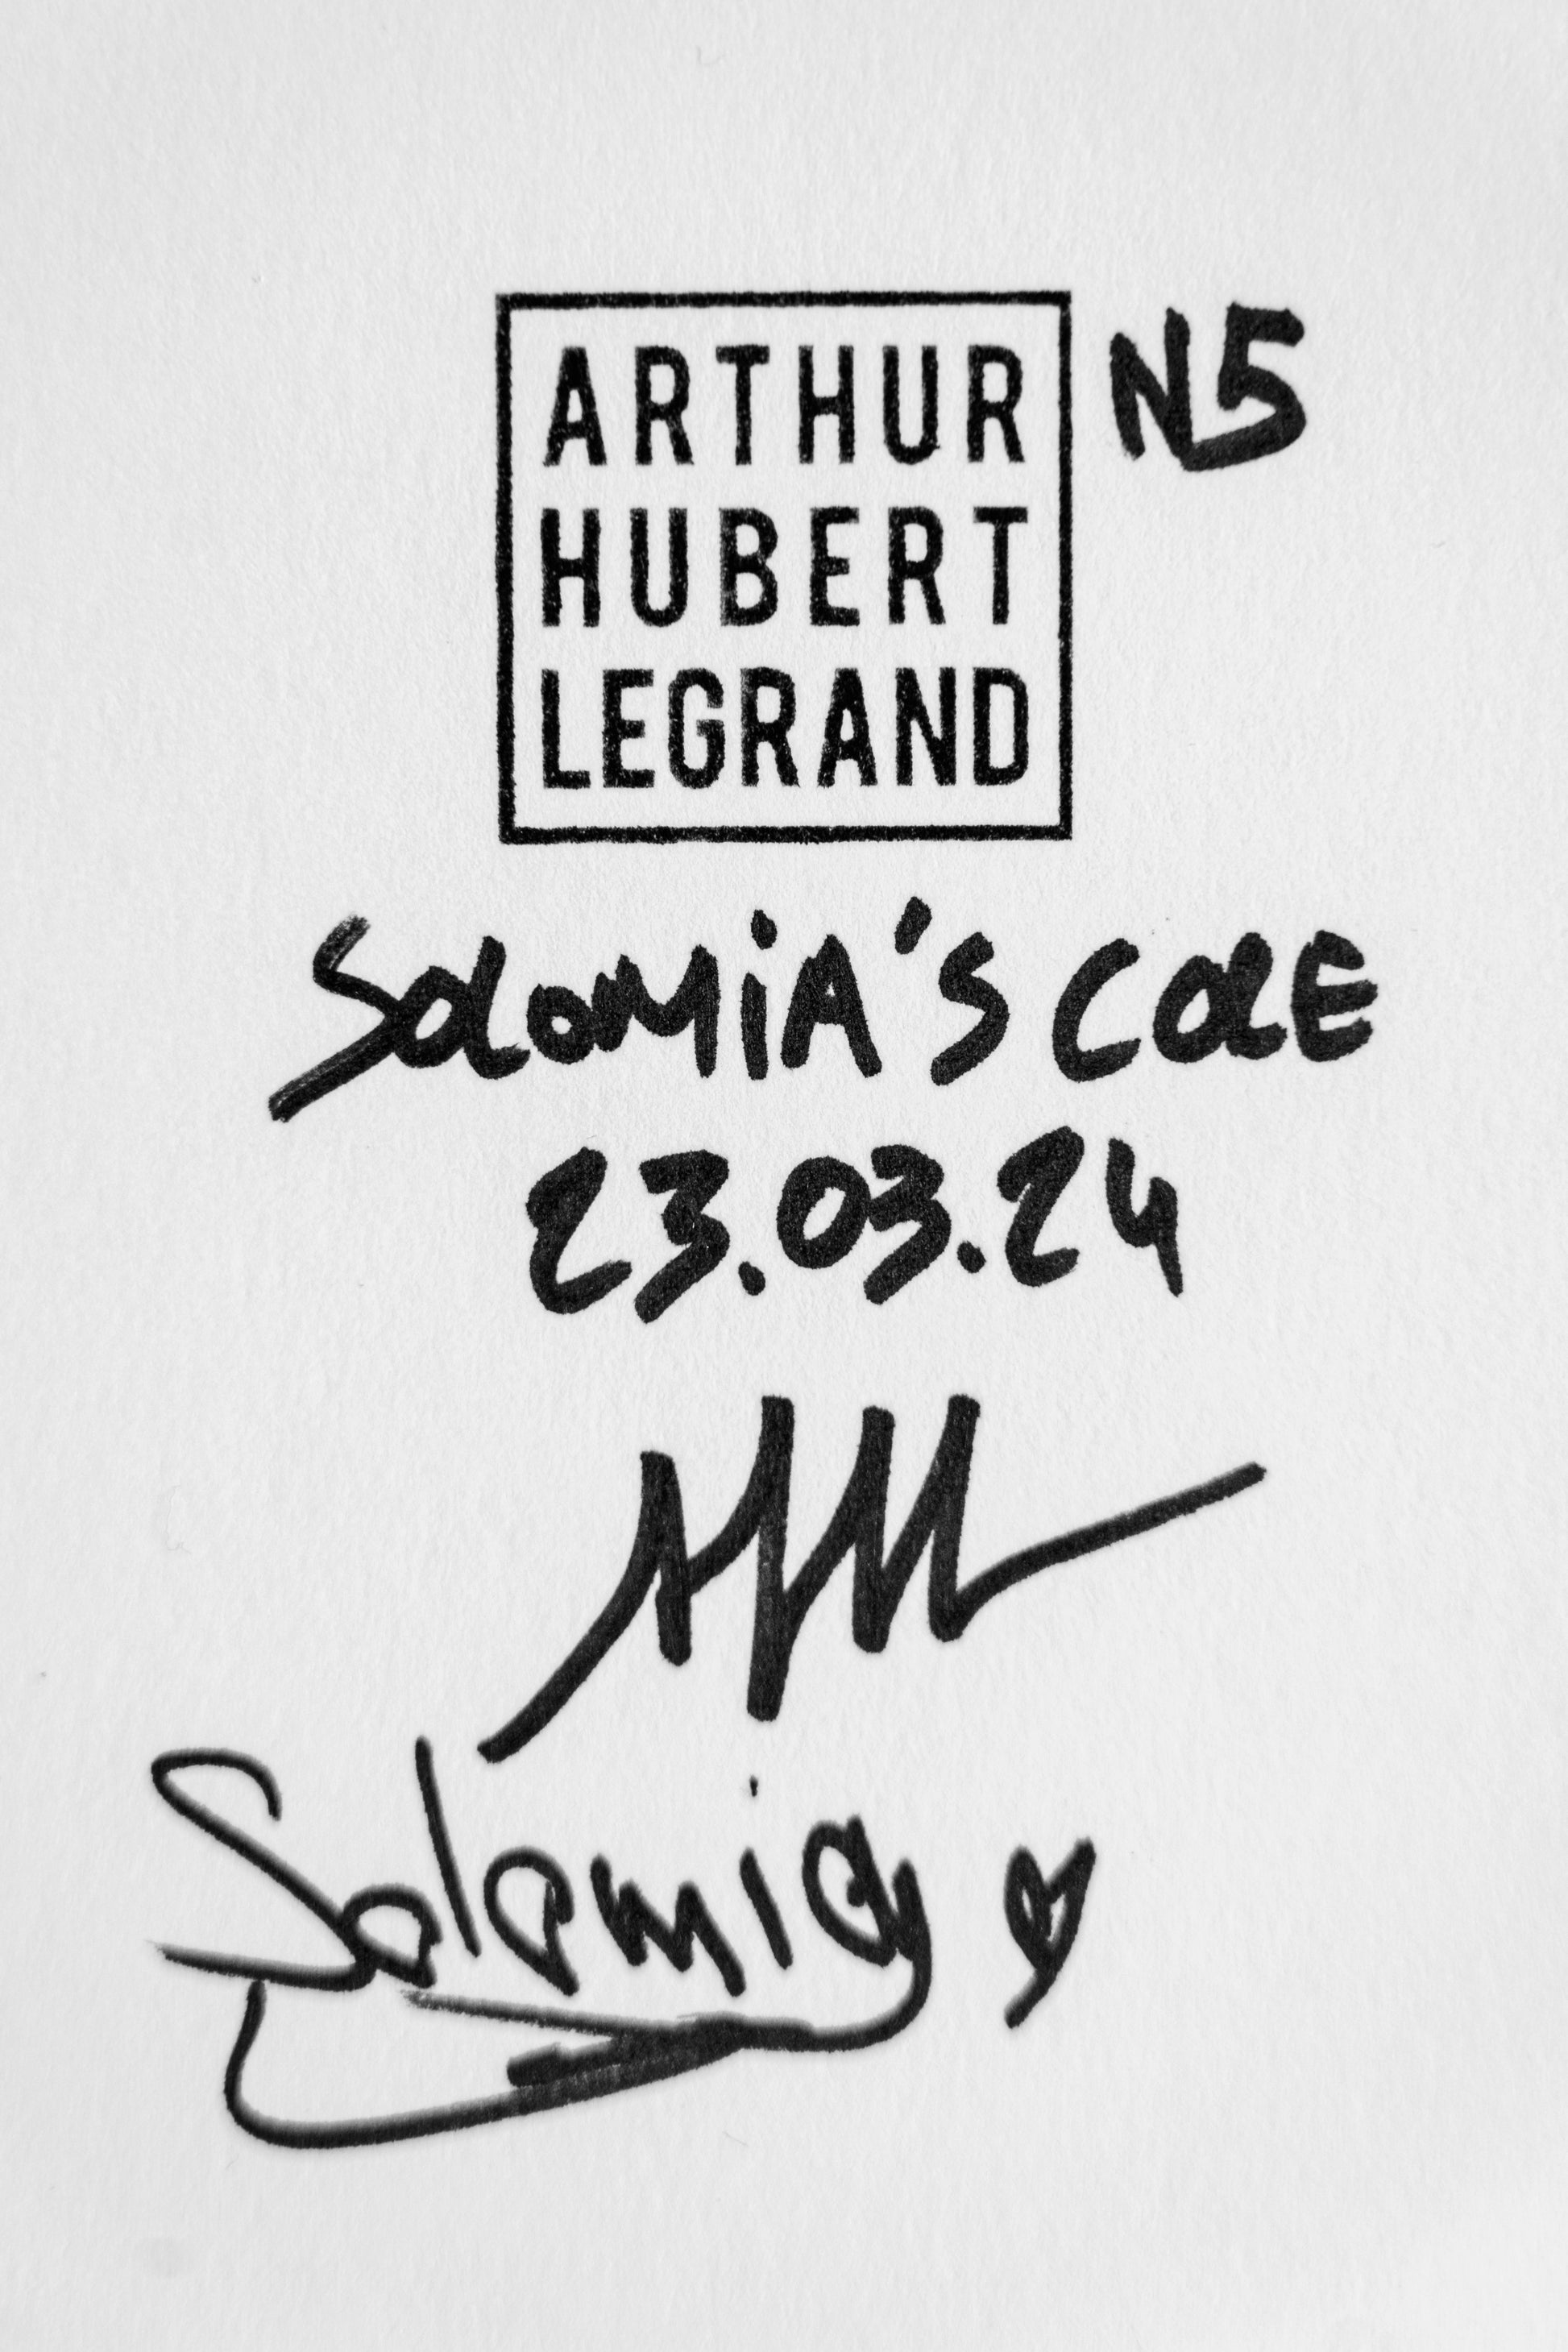 ARTHUR N5
HUBERT
LEGRAND
SOLOMiA'S CORE
23.03.24
Solomia